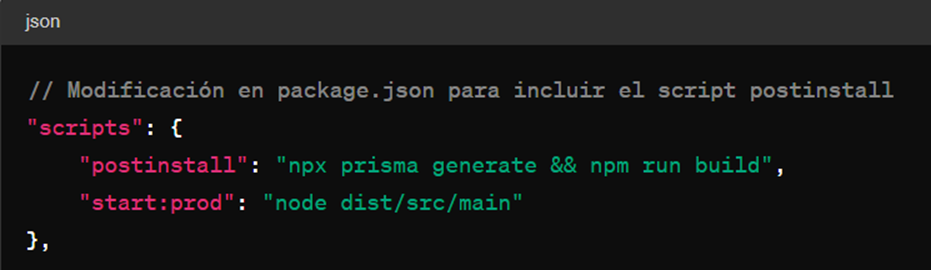 json
// Modificación en package.json para incluir el script postinstall
"scripts": {
    "postinstall": "npx prisma generate && npm run build",
    "start:prod": "node dist/src/main"
},